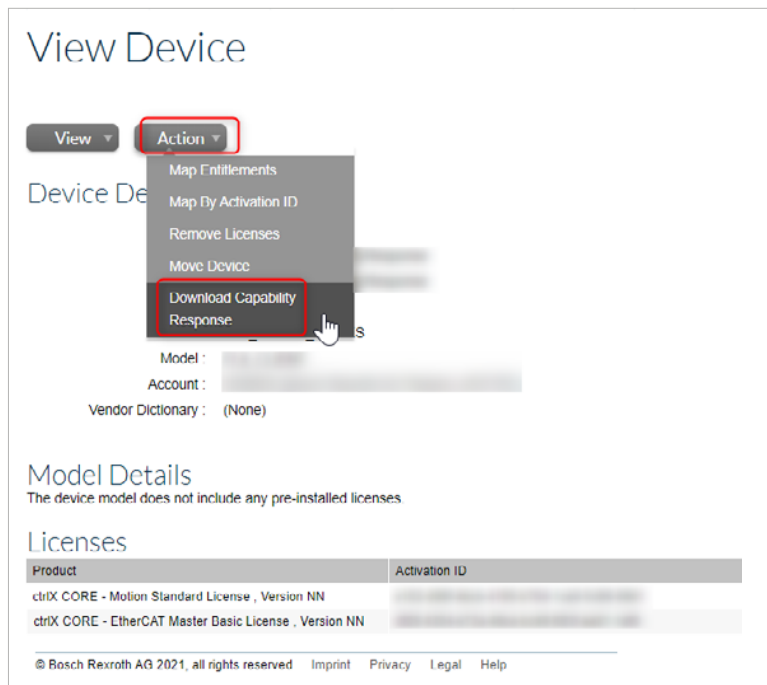 View Device
View
Action
Map Entitlements
Device De
Map By Activation ID
Remove Licenses
Move Device
Download Capability
Response
S
Model :
Account :
Vendor Dictionary : (None)
Model Details
The device model does not include any pre-installed licenses
Licenses
Product Activation ID
ctrlX CORE - Motion Standard License , Version NN
ctrlX CORE - EtherCAT Master Basic License , Version NN
© Bosch Rexroth AG 2021, all rights reserved Imprint Privacy Legal Help